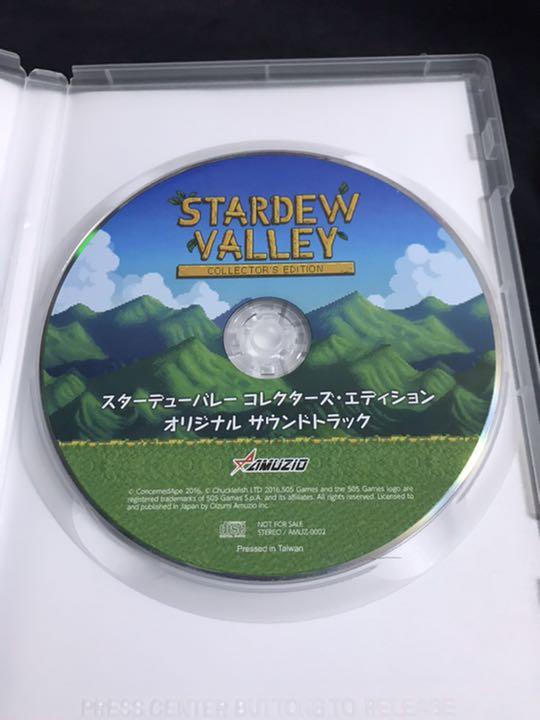 STARDEW
VALLEY
COLLECTOR'S EDITION
スターデューバレー コレクターズ・エディション
オリジナル サウンドトラック
AMUZIO
© ConcernedApe 2016, © Chucklefish LTD 2016.505 Games and the 505 Games logo are
registered trademarks of 505 Games S.p.A. and its affiliates. All rights reserved. Licensed to
and published in Japan by Oizumi Amuzio inc.
COMPACT
disc
DIGITAL AUDIO
NOT FOR SALE
STEREO / AMUZ-0002
Pressed in Taiwan
PRESS CENTER BUTTONS TO RELEASE